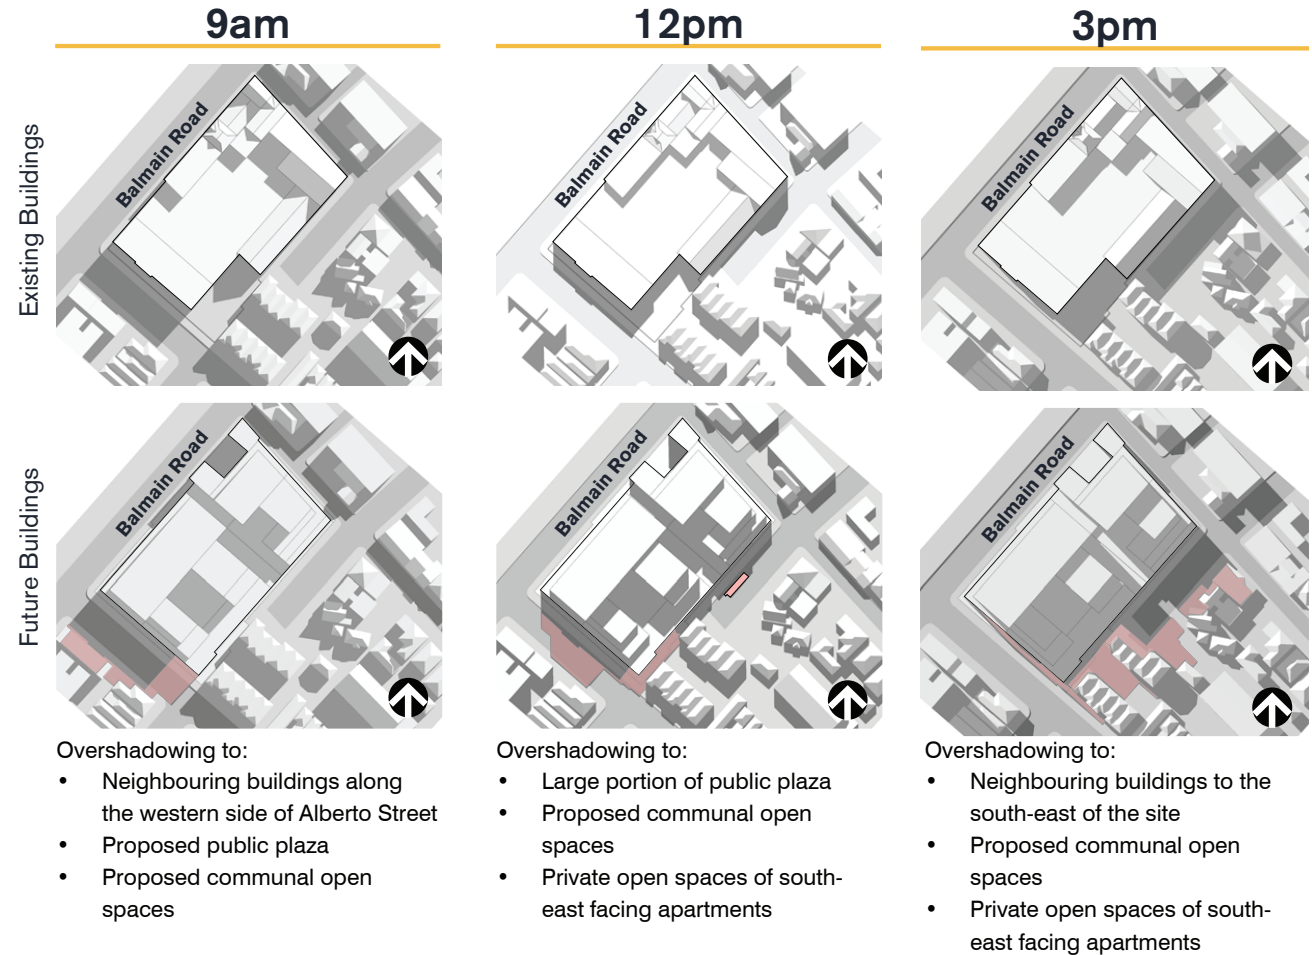 9am
12pm
3pm
Existing Buildings
Balmain Road
Balmain Road
Balmain Road
Future Buildings
Balmain Road
Balmain Road
Balmain Road
Overshadowing to:
• Neighbouring buildings along
the western side of Alberto Street
• Proposed public plaza
• Proposed communal open
spaces
Overshadowing to:
• Large portion of public plaza
• Proposed communal open
spaces
• Private open spaces of south-
east facing apartments
Overshadowing to:
• Neighbouring buildings to the
south-east of the site
• Proposed communal open
spaces
• Private open spaces of south-
east facing apartments